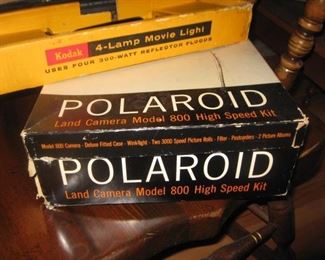 Kodak 4-Lamp Movie Light
USES FOUR 300-WATT REFLECTOR FLOODS
POLAROID
Land Camera Model 800 High Speed Kit
Model 800 Camera - Deluxe Fitted Case - Winklight - Two 3000 Speed Picture Rolls - Filter - Postcarders - 2 Picture Albums
POLAROID
Land Camera Model 800 High Speed Kit